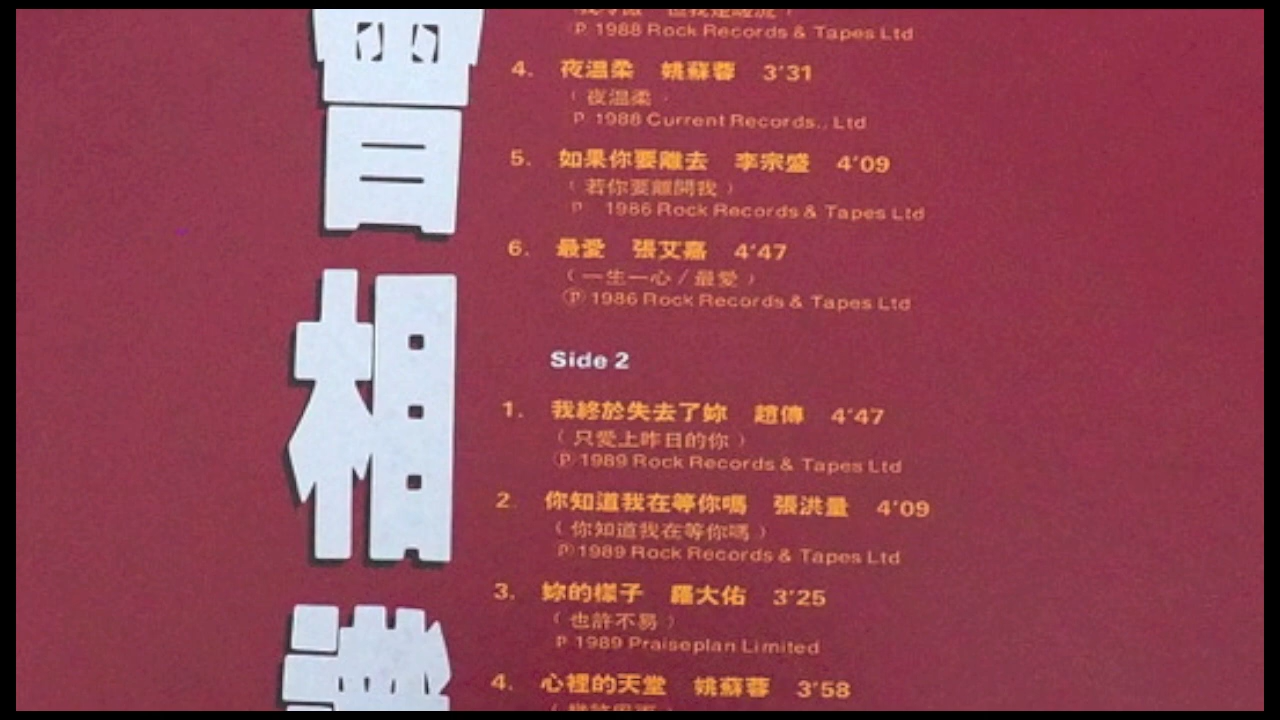 Ⓟ 1988 Rock Records & Tapes Ltd
4. 夜溫柔 姚蘇蓉 3'31
（夜溫柔）
Ⓟ 1988 Current Records., Ltd
5. 如果你要離去 李宗盛 4'09
（若你要離開我）
Ⓟ 1986 Rock Records & Tapes Ltd
6. 最愛 張艾嘉 4'47
（一生一心/最愛）
Ⓟ 1986 Rock Records & Tapes Ltd
Side 2
1. 我終於失去了妳 趙傳 4'47
（只愛上昨日的你）
Ⓟ 1989 Rock Records & Tapes Ltd
2. 你知道我在等你嗎 張洪量 4'09
（你知道我在等你嗎）
Ⓟ 1989 Rock Records & Tapes Ltd
3. 妳的樣子 羅大佑 3'25
（也許不易）
Ⓟ 1989 Praiseplan Limited
4. 心裡的天堂 姚蘇蓉 3'58
曾相